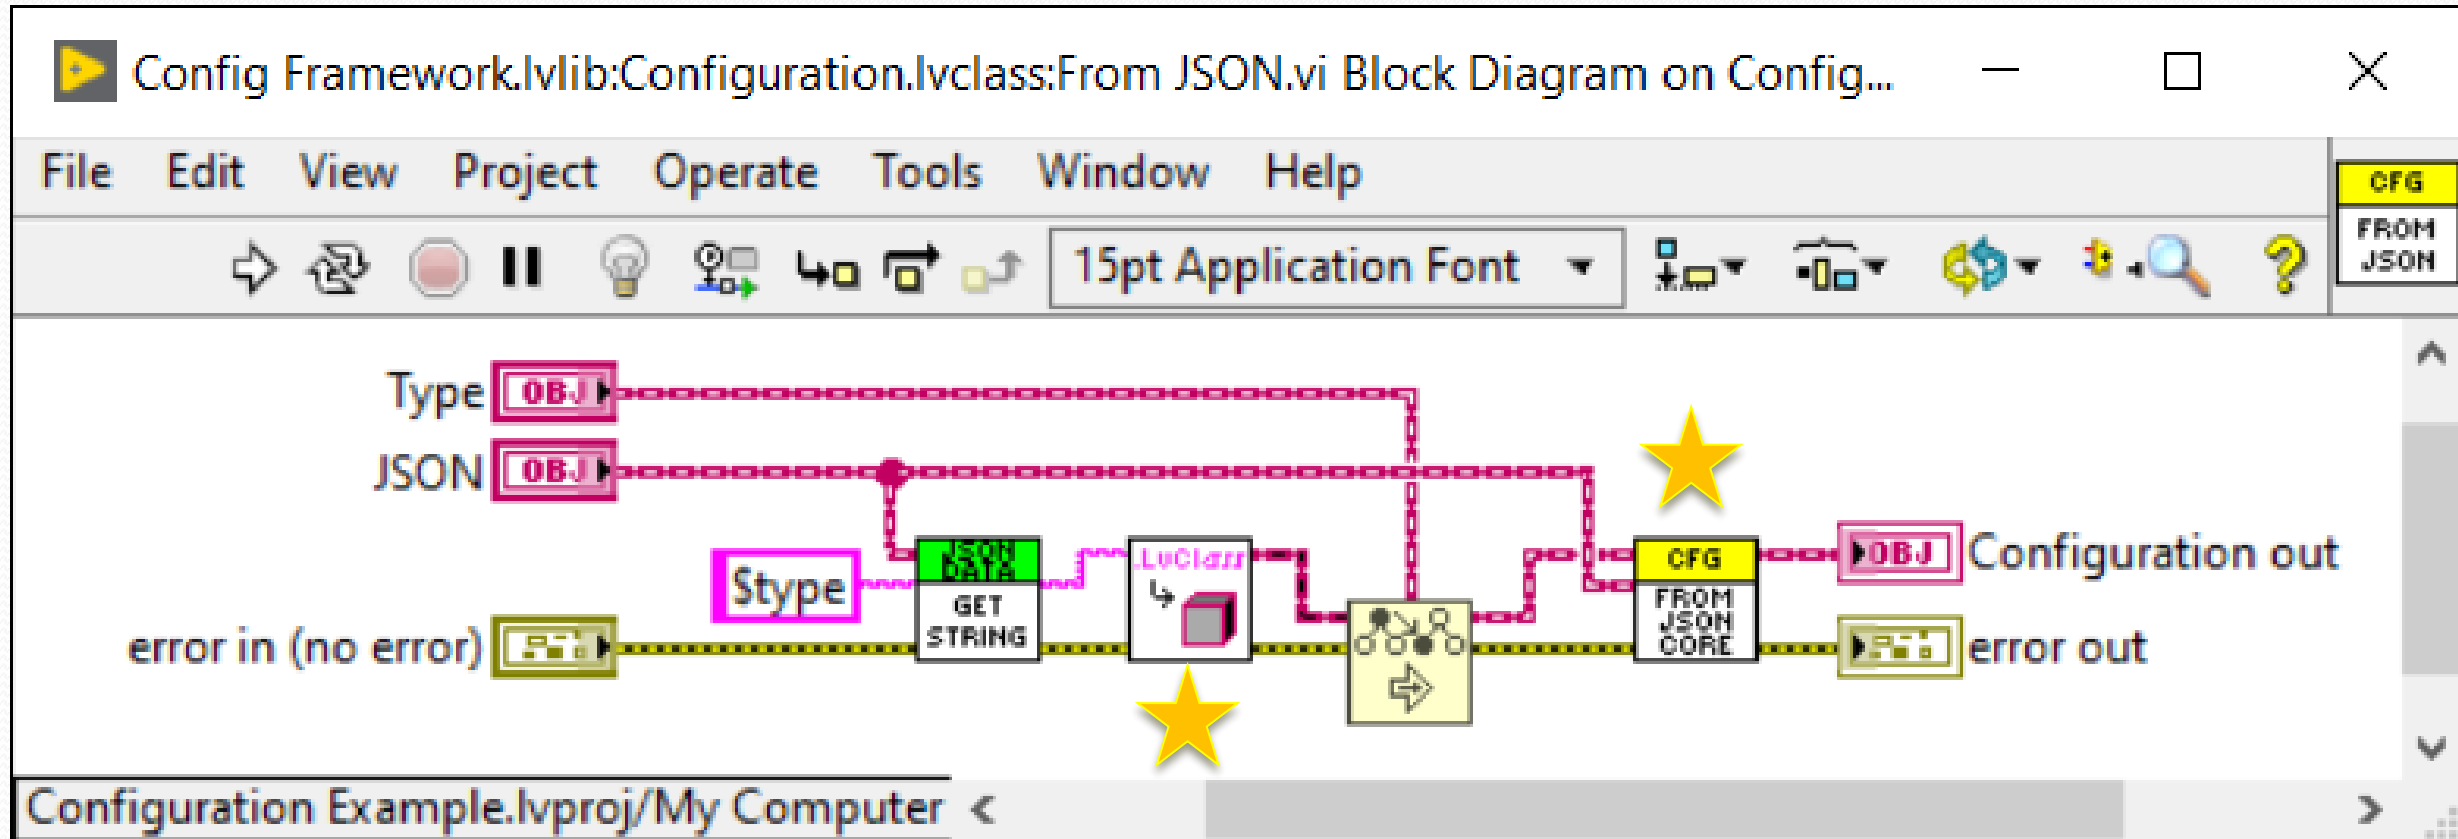 Config Framework.lvlib:Configuration.lvclass:From JSON.vi Block Diagram on Config...
File Edit View Project Operate Tools Window Help
CFG
FROM
JSON
15pt Application Font
Type
OBJ
JSON
OBJ
$type
JSON
DATA
GET
STRING
.LvClass
CFG
FROM
JSON
CORE
OBJ
Configuration out
error in (no error)
error out
Configuration Example.lvproj/My Computer